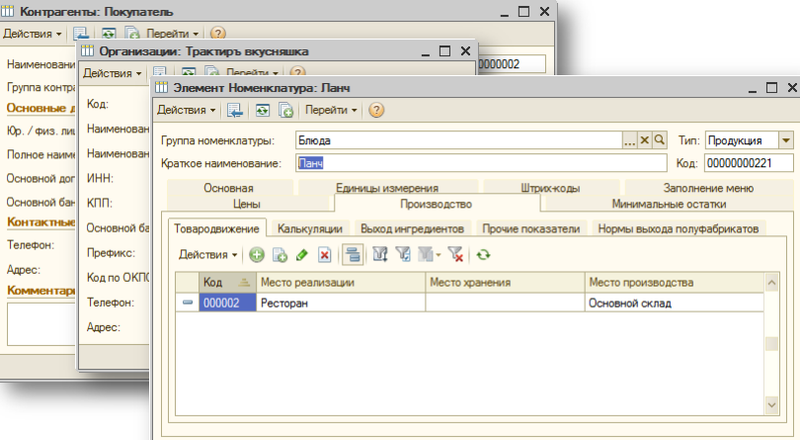 Контрагенты: Покупатель
Действия Перейти
Наименовани 0000002
Группа контра
Основные д
Юр. / физ. лиц
Полное наиме
Основной дог
Основной бан
Контактные
Телефон:
Адрес:
Комментари
Организации: Трактиръ вкусняшка
Действия Перейти
Код:
Наименован
Наименован
ИНН:
КПП:
Основной ба
Префикс:
Код по ОКПО
Телефон:
Адрес:
Элемент Номенклатура: Ланч
Действия Перейти
Группа номенклатуры: Блюда ... Тип: Продукция
Краткое наименование: Ланч Код: 00000000221
Основная Единицы измерения Штрих-коды Заполнение меню
Цены Производство Минимальные остатки
Товародвижение Калькуляции Выход ингредиентов Прочие показатели Нормы выхода полуфабрикатов
Действия
Код Место реализации Место хранения Место производства
000002 Ресторан Основной склад